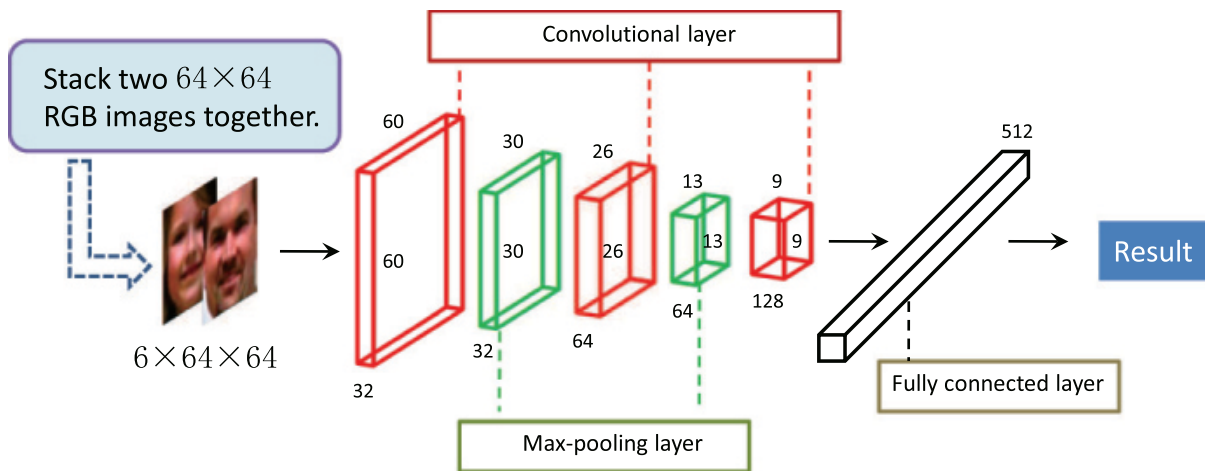 Convolutional layer
Stack two 64×64
RGB images together.
6×64×64
60
60
32
30
30
32
26
26
64
13
13
64
9
9
128
512
Result
Fully connected layer
Max-pooling layer